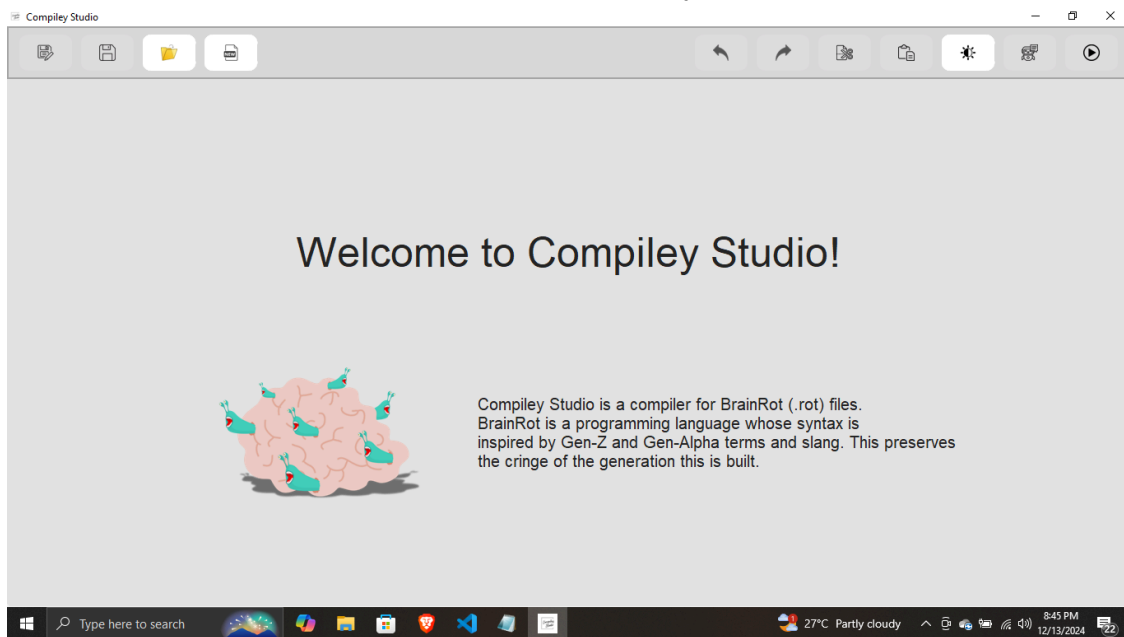 Compiley Studio
NEW
Welcome to Compiley Studio!
Compiley Studio is a compiler for BrainRot (.rot) files.
BrainRot is a programming language whose syntax is
inspired by Gen-Z and Gen-Alpha terms and slang. This preserves
the cringe of the generation this is built.
Type here to search
27°C Partly cloudy
8:45 PM
12/13/2024
22